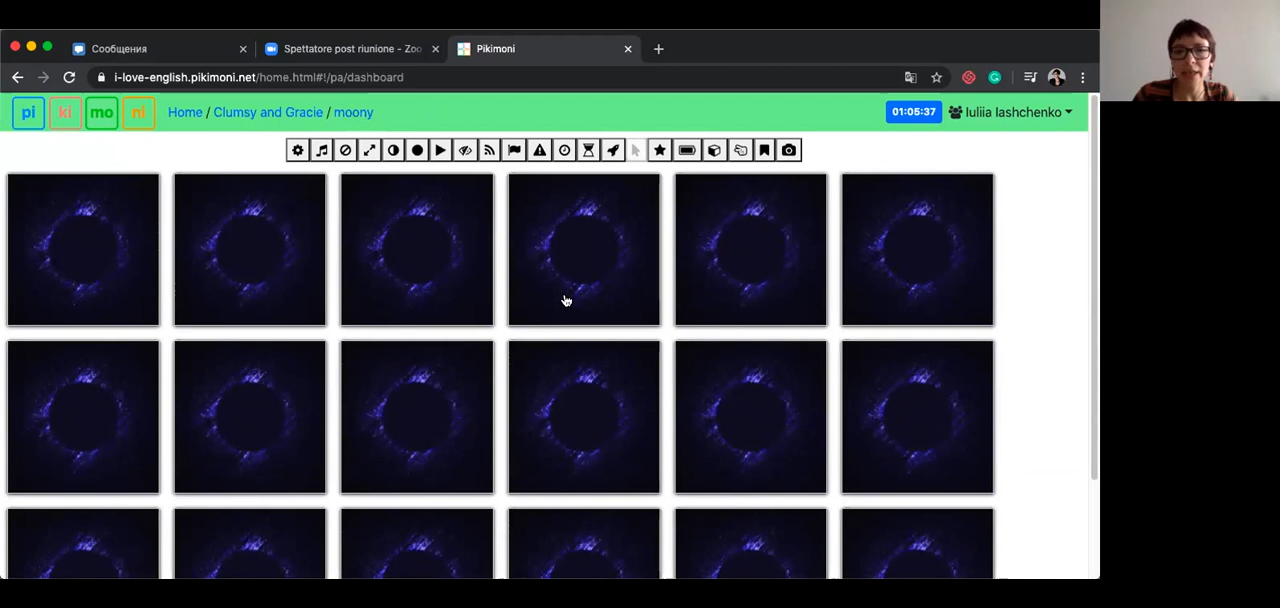 Сообщения
Spettatore post riunione - Zoo
Pikimoni
i-love-english.pikimoni.net/home.html#!/pa/dashboard
pi ki mo ni Home / Clumsy and Gracie / moony 01:05:37 Iuliia Iashchenko